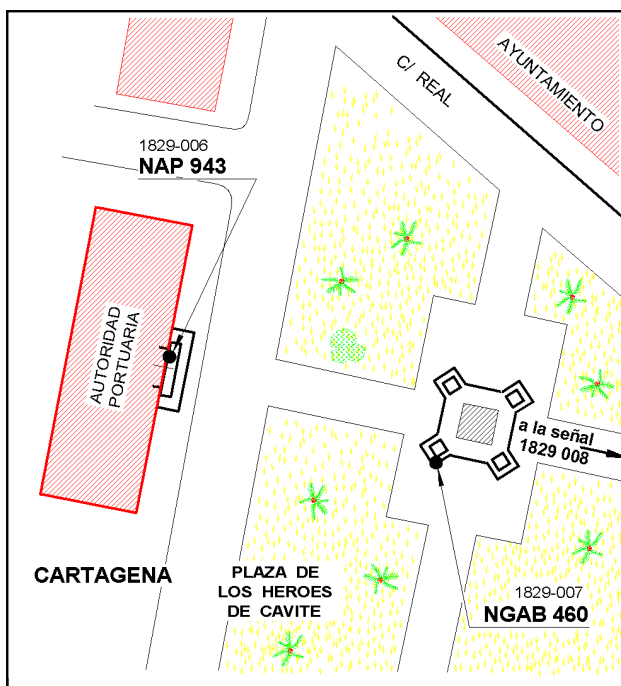 AYUNTAMIENTO
C/ REAL
1829-006
NAP 943
AUTORIDAD
PORTUARIA
a la señal
1829 008
CARTAGENA
PLAZA DE
LOS HEROES
DE CAVITE
1829-007
NGAB 460